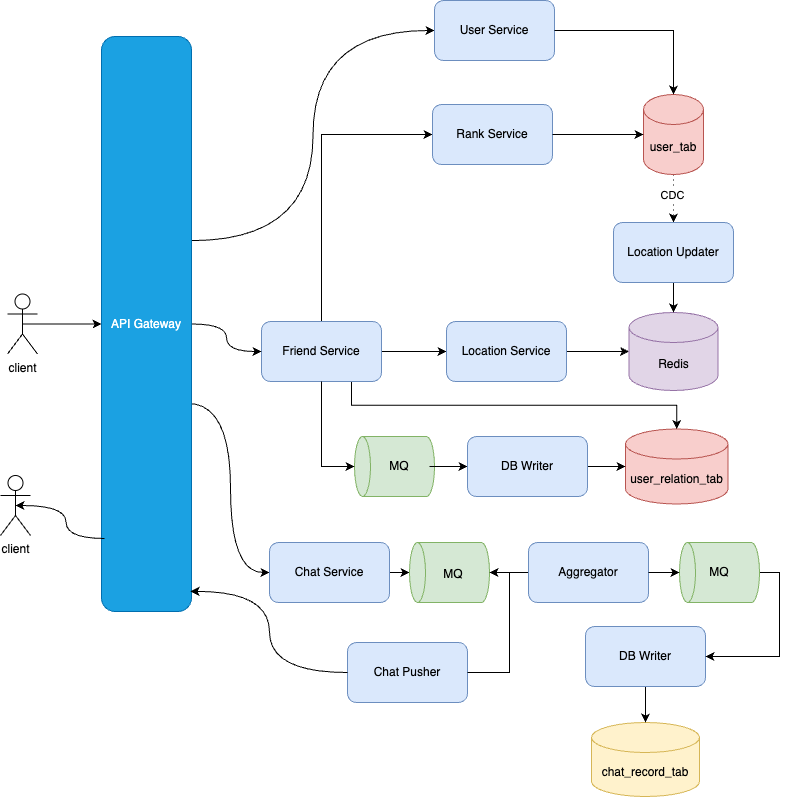 User Service
Rank Service
user_tab
CDC
Location Updater
API Gateway
client
Friend Service
Location Service
Redis
MQ
DB Writer
user_relation_tab
client
Chat Service
MQ
Aggregator
MQ
Chat Pusher
DB Writer
chat_record_tab